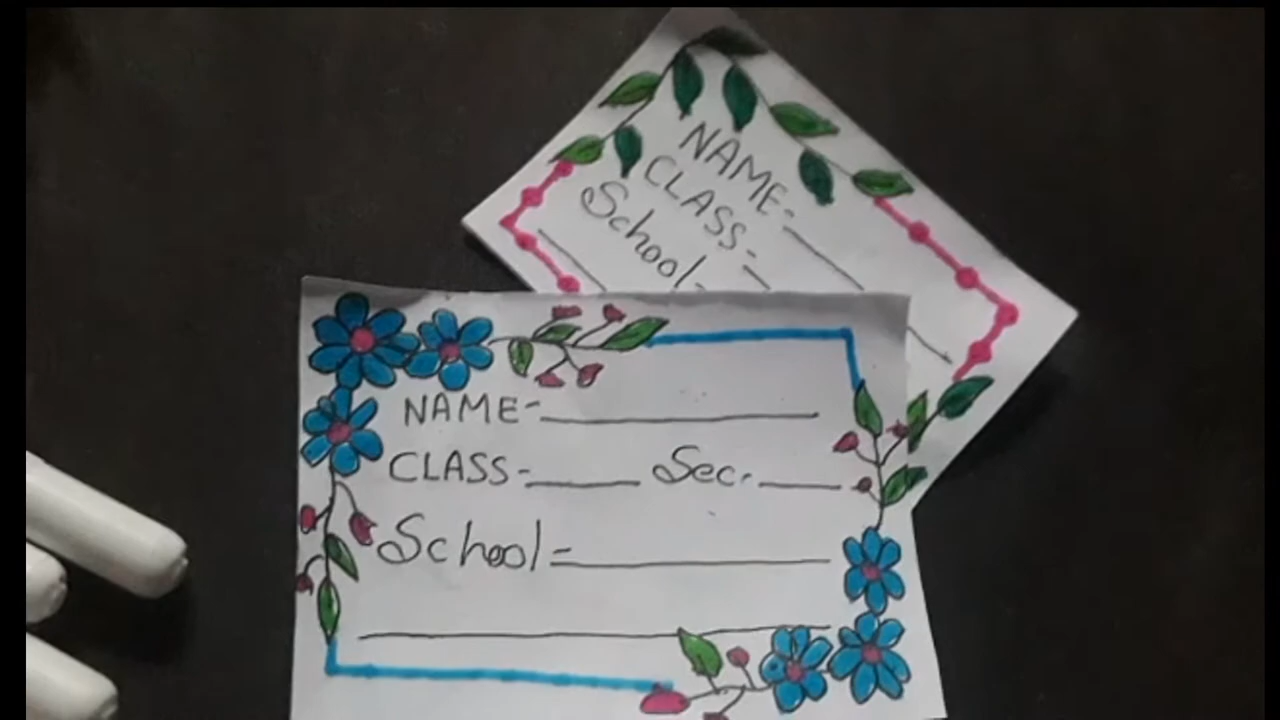 NAME-
CLASS-
School-
NAME-
CLASS- Sec.
School-